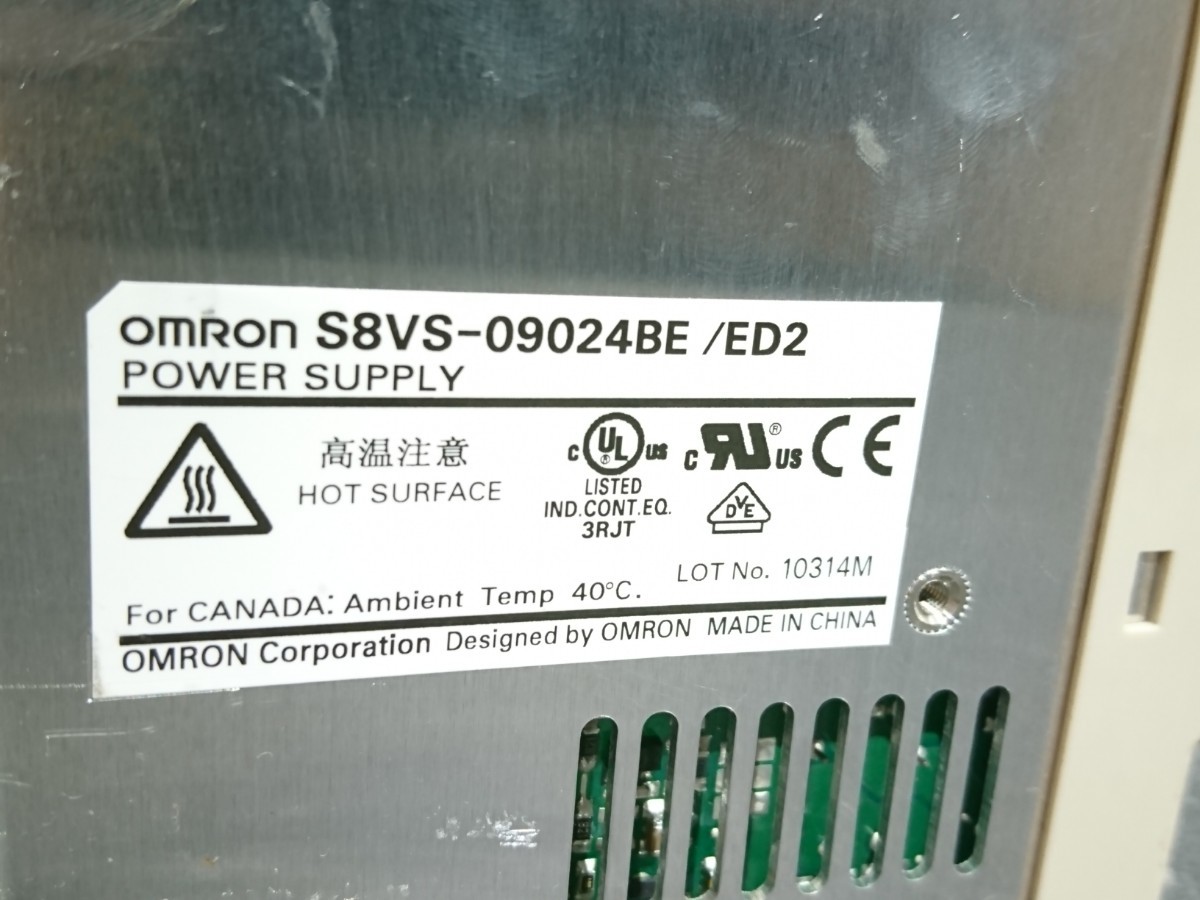 OMRON S8VS-09024BE /ED2
POWER SUPPLY
高温注意
HOT SURFACE
C UL ® US
LISTED
IND.CONT.EQ.
3RJT
C RU ® US
CE
VDE
LOT No. 10314M
For CANADA: Ambient Temp 40°C.
OMRON Corporation Designed by OMRON MADE IN CHINA